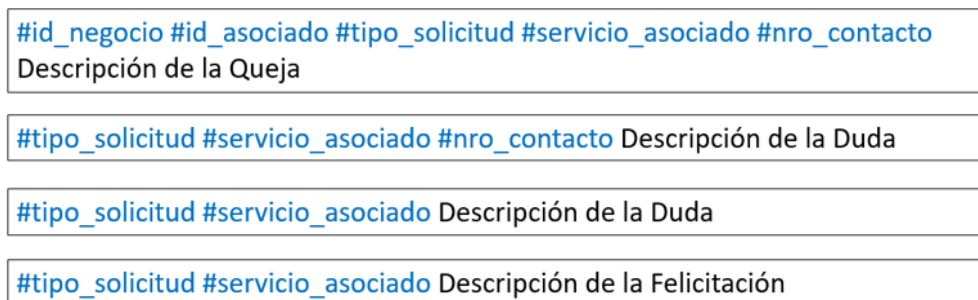 #id_negocio #id_asociado #tipo_solicitud #servicio_asociado #nro_contacto
Descripción de la Queja
#tipo_solicitud #servicio_asociado #nro_contacto Descripción de la Duda
#tipo_solicitud #servicio_asociado Descripción de la Duda
#tipo_solicitud #servicio_asociado Descripción de la Felicitación